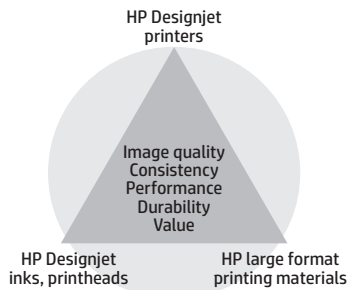 HP Designjet
printers
Image quality
Consistency
Performance
Durability
Value
HP Designjet
inks, printheads
HP large format
printing materials